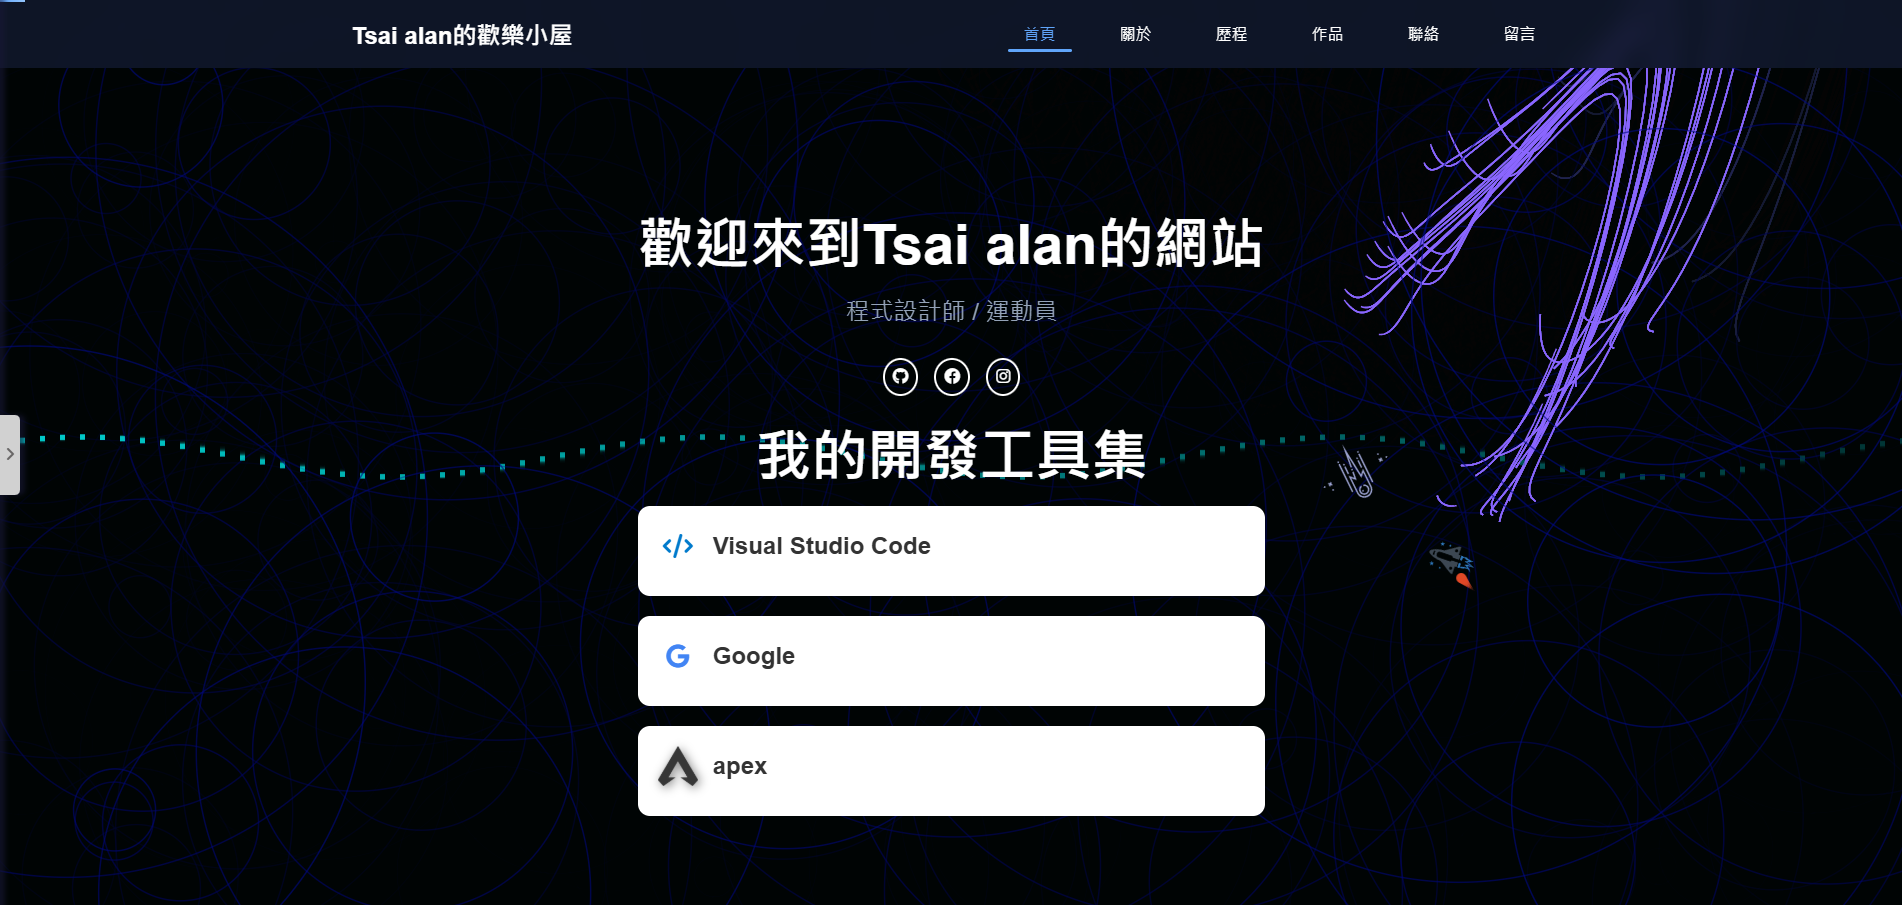 Tsai alan的歡樂小屋
首頁 關於 歷程 作品 聯絡 留言
歡迎來到Tsai alan的網站
程式設計師 / 運動員
我的開發工具集
Visual Studio Code
Google
apex